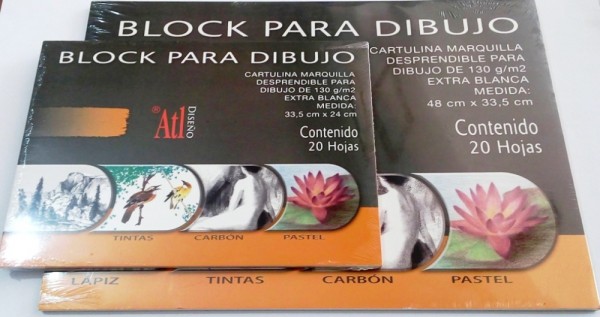 BLOCK PARA DIBUJO
CARTULINA MARQUILLA
DESPRENDIBLE PARA
DIBUJO DE 130 g/m2
EXTRA BLANCA
MEDIDA:
33,5 cm x 24 cm
Atl®
DISEÑO
Contenido
20 Hojas
TINTAS
CARBÓN
PASTEL
BLOCK PARA DIBUJO
CARTULINA MARQUILLA
DESPRENDIBLE PARA
DIBUJO DE 130 g/m2
EXTRA BLANCA
MEDIDA:
48 cm x 33,5 cm
Contenido
20 Hojas
LÁPIZ
TINTAS
CARBÓN
PASTEL